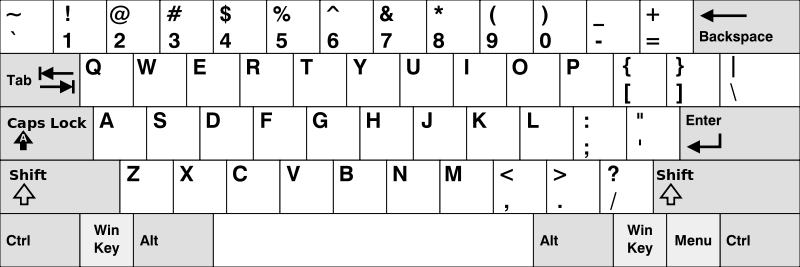 ~ ! @ # $ % ^ & * ( ) _ +
` 1 2 3 4 5 6 7 8 9 0 - = Backspace
Tab Q W E R T Y U I O P { } |
[ ] \
Caps Lock A S D F G H J K L : " Enter
A ; '
Shift Z X C V B N M < > ? Shift
, . /
Ctrl Win Key Alt Alt Win Key Menu Ctrl